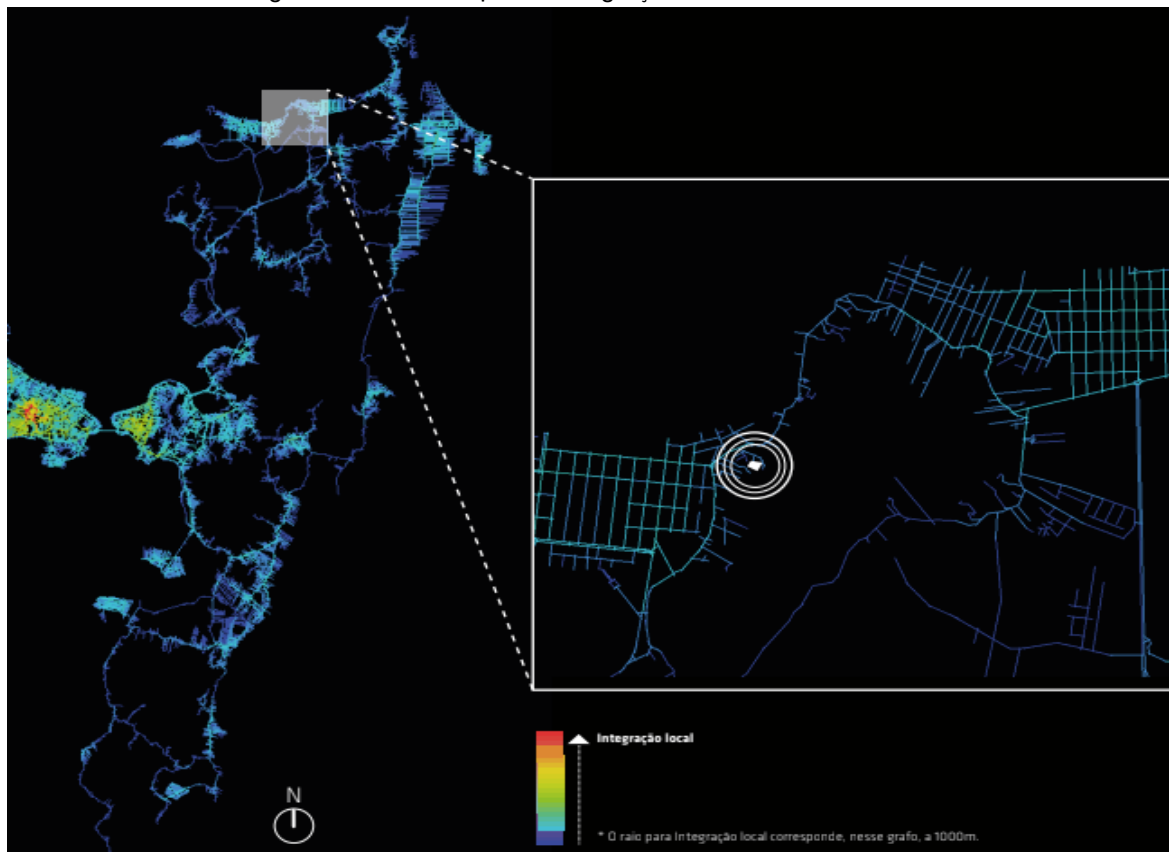 Integração local
N
* O raio para Integração local corresponde, nesse grafo, a 1000m.